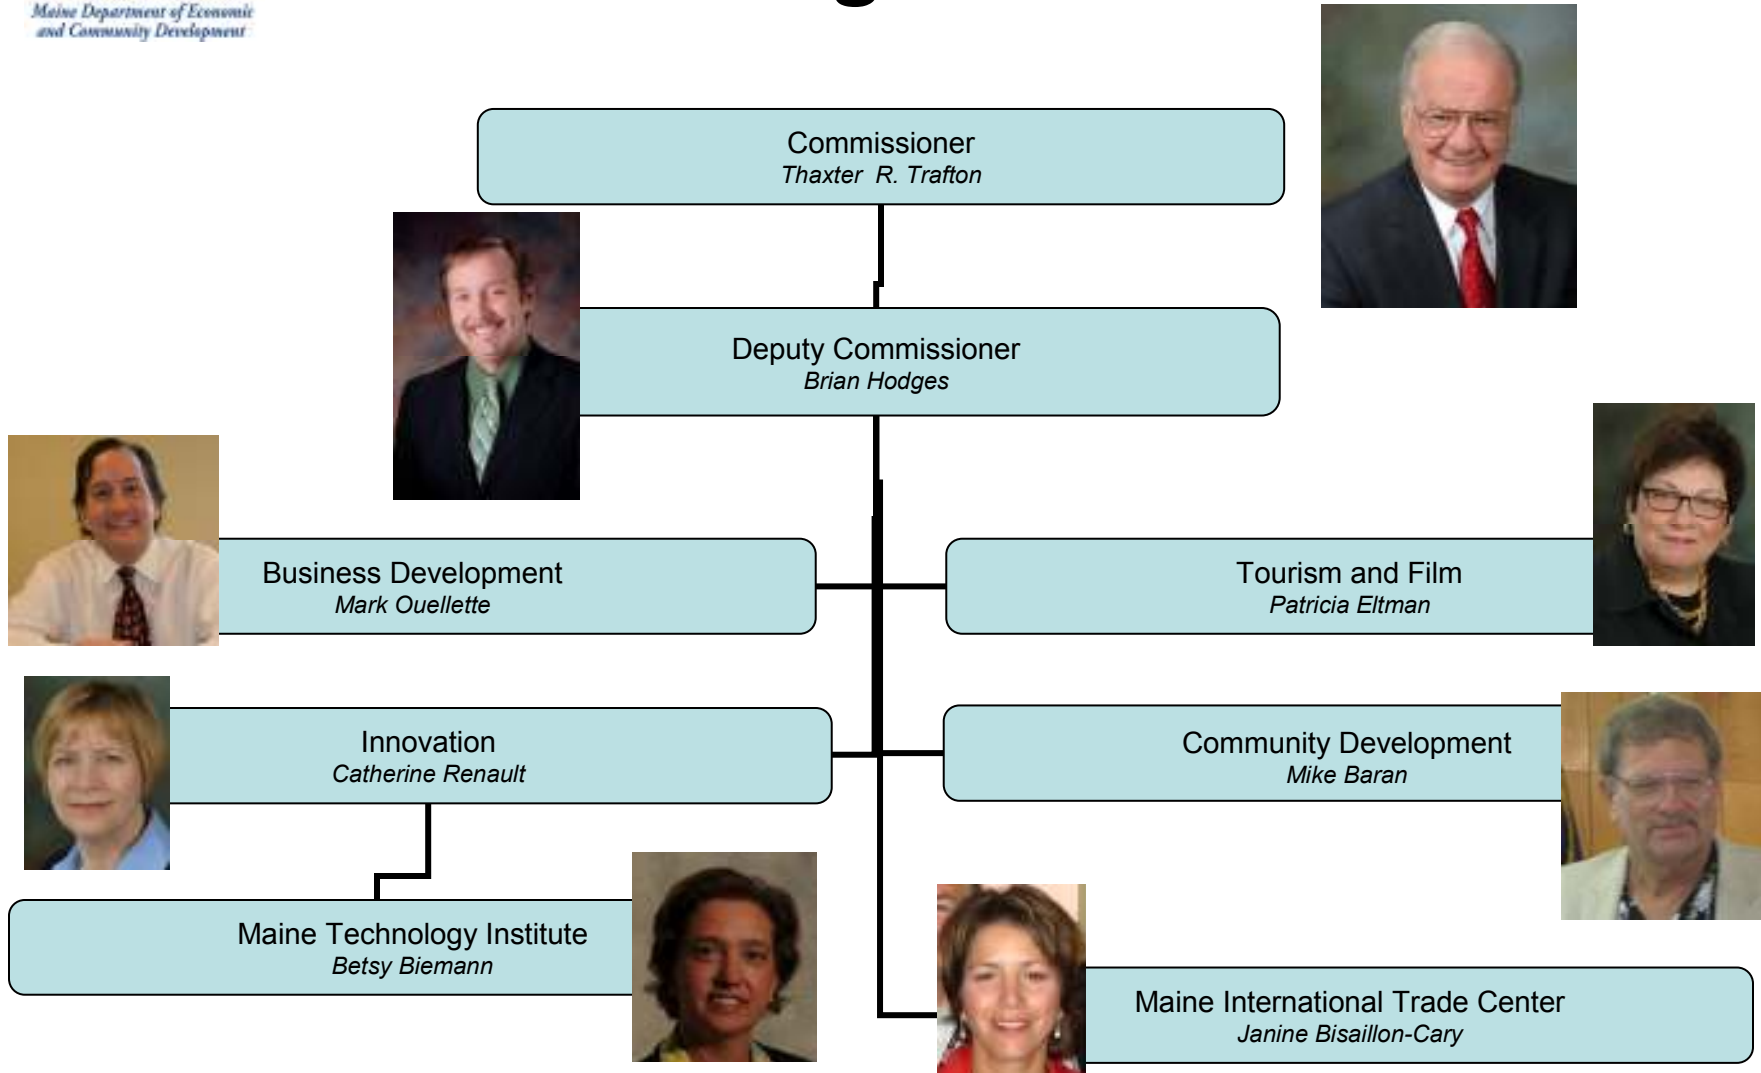 Maine Department of Economic
and Community Development
Commissioner
Thaxter R. Trafton
Deputy Commissioner
Brian Hodges
Business Development
Mark Ouellette
Tourism and Film
Patricia Eltman
Innovation
Catherine Renault
Community Development
Mike Baran
Maine Technology Institute
Betsy Biemann
Maine International Trade Center
Janine Bisaillon-Cary